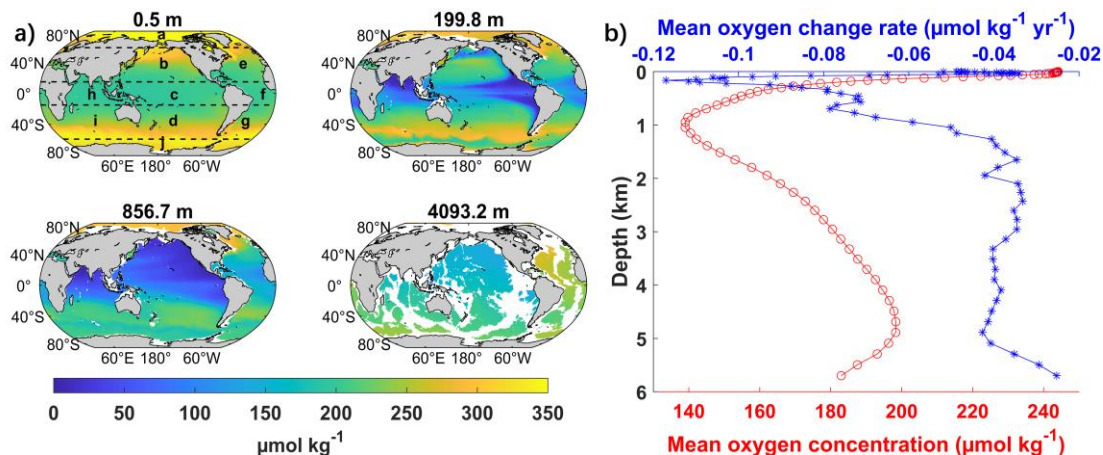 a)
0.5 m
199.8 m
80°N
40°N
0°
40°S
80°S
a
b
e
h
c
f
i
d
g
j
60°E 180° 60°W
80°N
40°N
0°
40°S
80°S
60°E 180° 60°W
856.7 m
4093.2 m
80°N
40°N
0°
40°S
80°S
60°E 180° 60°W
80°N
40°N
0°
40°S
80°S
60°E 180° 60°W
0 50 100 150 200 250 300 350
µmol kg⁻¹
b)
Mean oxygen change rate (µmol kg⁻¹ yr⁻¹)
-0.12 -0.1 -0.08 -0.06 -0.04 -0.02
0
1
2
3
4
5
6
Depth (km)
140 160 180 200 220 240
Mean oxygen concentration (µmol kg⁻¹)